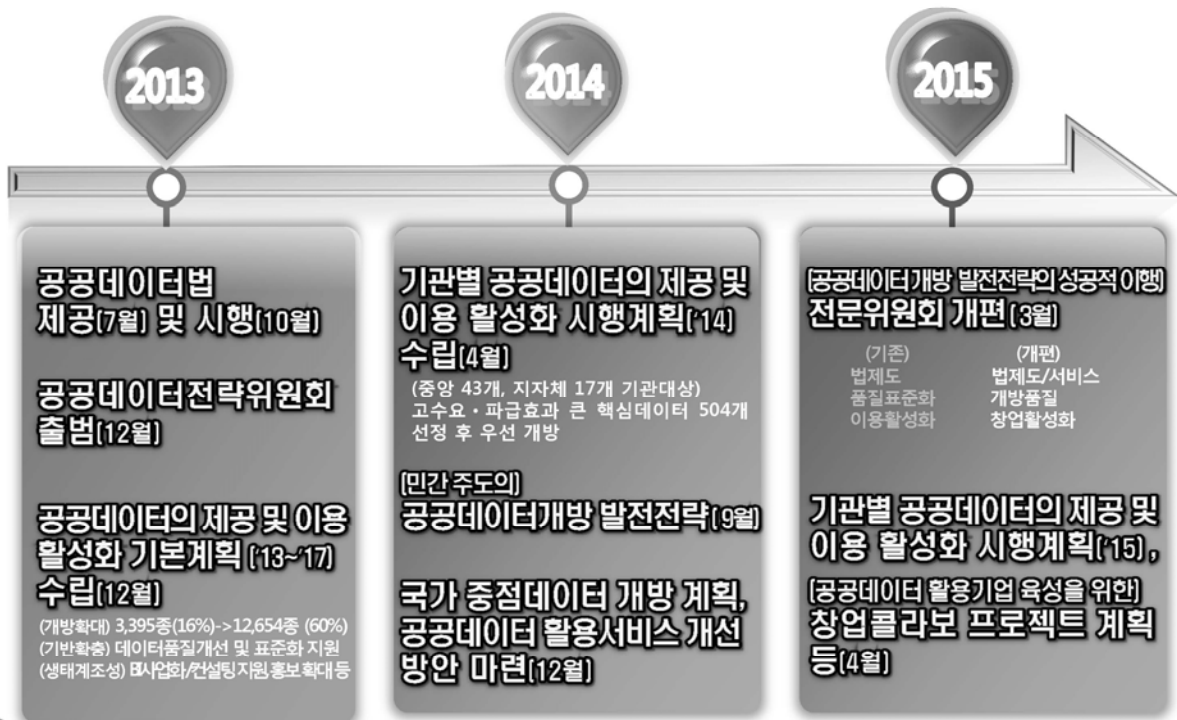 2013
2014
2015
공공데이터법
제공(7월) 및 시행(10월)
공공데이터전략위원회
출범(12월)
공공데이터의 제공 및 이용
활성화 기본계획 ('13~'17)
수립(12월)
(개방확대) 3,395종(16%)->12,654종 (60%)
(기반확충) 데이터품질개선 및 표준화 지원
(생태계조성) BI사업화/컨설팅 지원, 홍보 확대 등
기관별 공공데이터의 제공 및
이용 활성화 시행계획('14)
수립(4월)
(중앙 43개, 지자체 17개 기관대상)
고수요·파급효과 큰 핵심데이터 504개
선정 후 우선 개방
(민간 주도의)
공공데이터개방 발전전략(9월)
국가 중점데이터 개방 계획,
공공데이터 활용서비스 개선
방안 마련(12월)
(공공데이터 개방 발전전략의 성공적 이행)
전문위원회 개편(3월)
(기존) (개편)
법제도 법제도/서비스
품질표준화 개방품질
이용활성화 창업활성화
기관별 공공데이터의 제공 및
이용 활성화 시행계획('15),
(공공데이터 활용기업 육성을 위한)
창업콜라보 프로젝트 계획
등(4월)